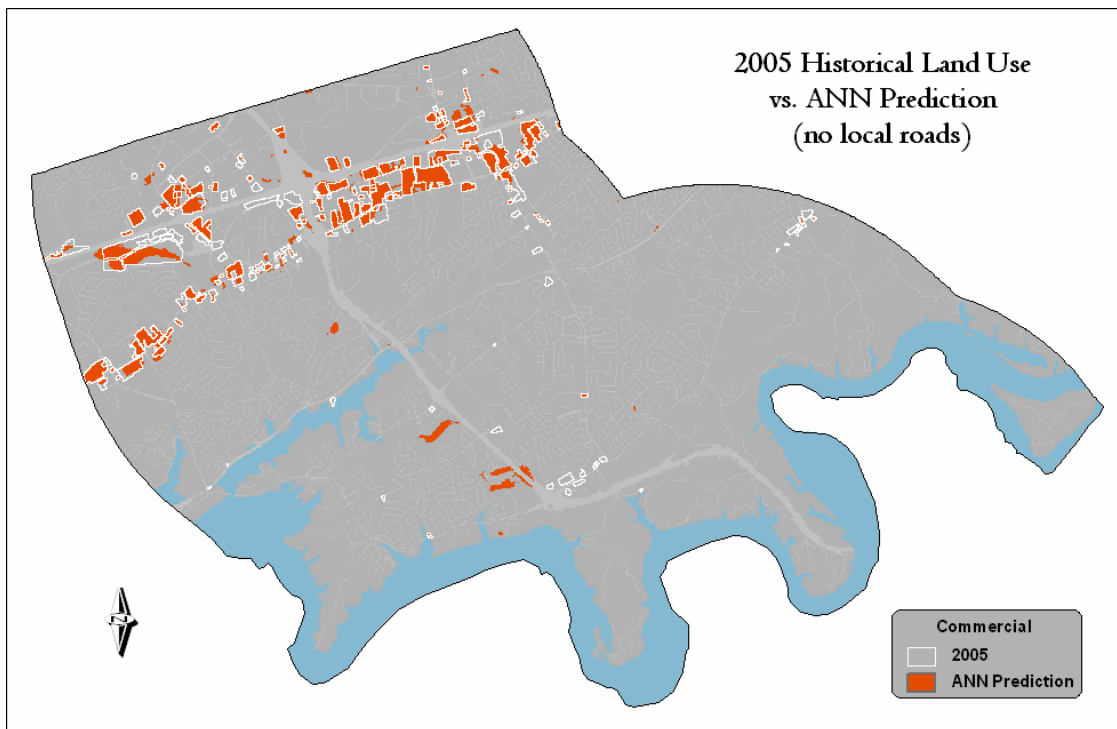 2005 Historical Land Use
vs. ANN Prediction
(no local roads)
N
Commercial
2005
ANN Prediction